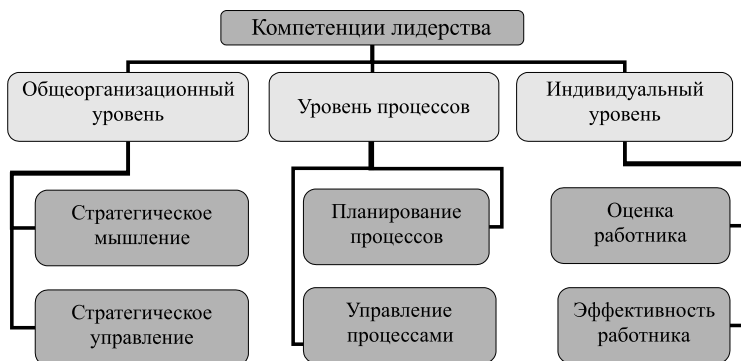 Компетенции лидерства
Общеорганизационный
уровень
Уровень процессов
Индивидуальный
уровень
Стратегическое
мышление
Планирование
процессов
Оценка
работника
Стратегическое
управление
Управление
процессами
Эффективность
работника